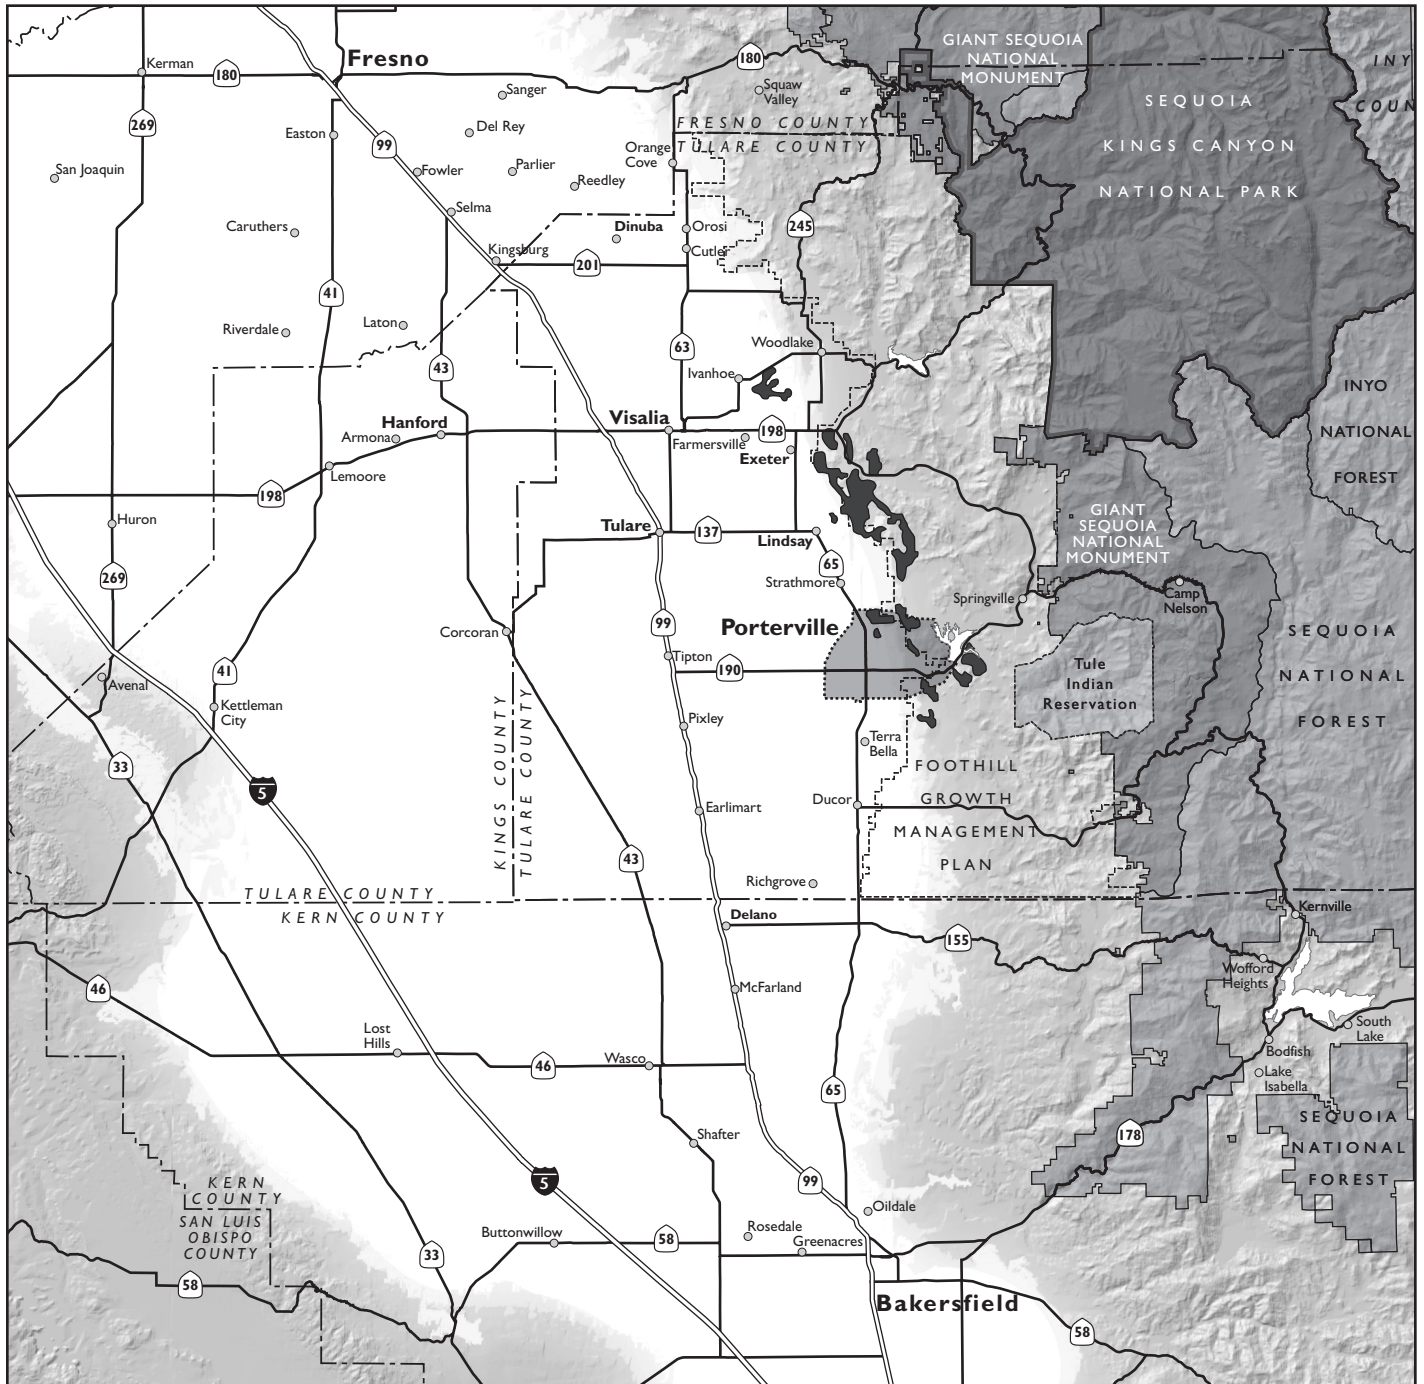 Fresno
Kerman
180
180
GIANT SEQUOIA
NATIONAL
MONUMENT
INY
COUN
SEQUOIA
KINGS CANYON
NATIONAL PARK
Squaw
Valley
Sanger
269
Easton
99
Del Rey
FRESNO COUNTY
TULARE COUNTY
Orange
Cove
San Joaquin
Fowler
Parlier
Reedley
Selma
Caruthers
Dinuba
Orosi
245
Kingsburg
Cutler
201
41
Riverdale
Laton
63
Woodlake
43
Ivanhoe
INYO
NATIONAL
FOREST
Hanford
Visalia
Armona
Farmersville
198
Exeter
Lemoore
198
Huron
Tulare
137
Lindsay
GIANT
SEQUOIA
NATIONAL
MONUMENT
65
269
Strathmore
Springville
Camp
Nelson
Corcoran
99
Porterville
SEQUOIA
NATIONAL
FOREST
Tipton
190
41
Tule
Indian
Reservation
Avenal
Kettleman
City
KINGS COUNTY
TULARE COUNTY
Pixley
Terra
Bella
33
5
FOOTHILL
GROWTH
MANAGEMENT
PLAN
Earlimart
Ducor
43
Richgrove
TULARE COUNTY
KERN COUNTY
Delano
Kernville
155
Wofford
Heights
46
McFarland
Lost
Hills
South
Lake
Wasco
46
Bodfish
Lake
Isabella
65
SEQUOIA
NATIONAL
FOREST
Shafter
178
5
99
KERN
COUNTY
SAN LUIS
OBISPO
COUNTY
Oildale
Buttonwillow
58
Rosedale
Greenacres
33
58
Bakersfield
58